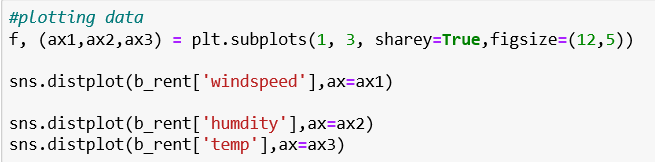 #plotting data
f, (ax1,ax2,ax3) = plt.subplots(1, 3, sharey=True,figsize=(12,5))
sns.distplot(b_rent['windspeed'],ax=ax1)
sns.distplot(b_rent['humdity'],ax=ax2)
sns.distplot(b_rent['temp'],ax=ax3)